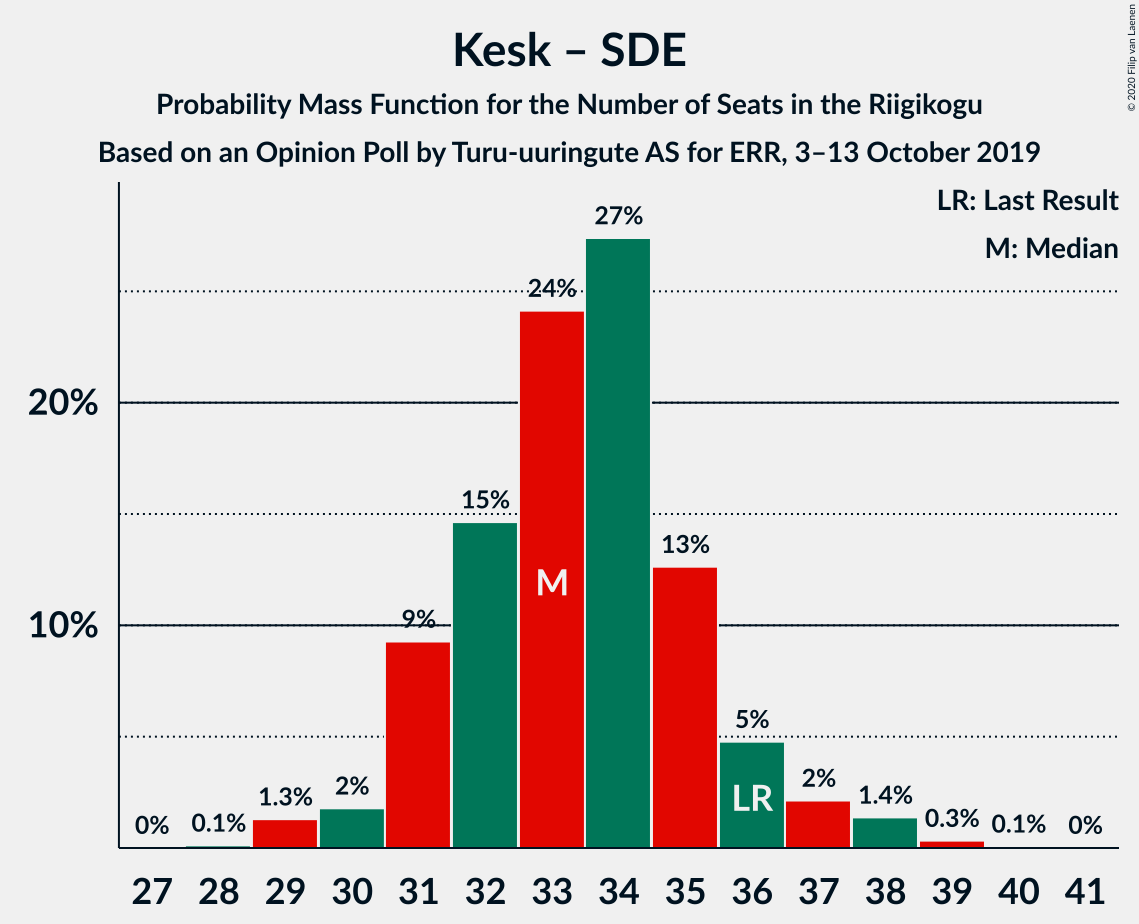 Kesk – SDE
Probability Mass Function for the Number of Seats in the Riigikogu
Based on an Opinion Poll by Turu-uuringute AS for ERR, 3–13 October 2019
© 2020 Filip van Laenen
LR: Last Result
M: Median
27%
24%
20%
15%
13%
M
10%
9%
5%
LR
2%
2%
1.4%
1.3%
0.3%
0.1%
0.1%
0%
0%
27 28 29 30 31 32 33 34 35 36 37 38 39 40 41